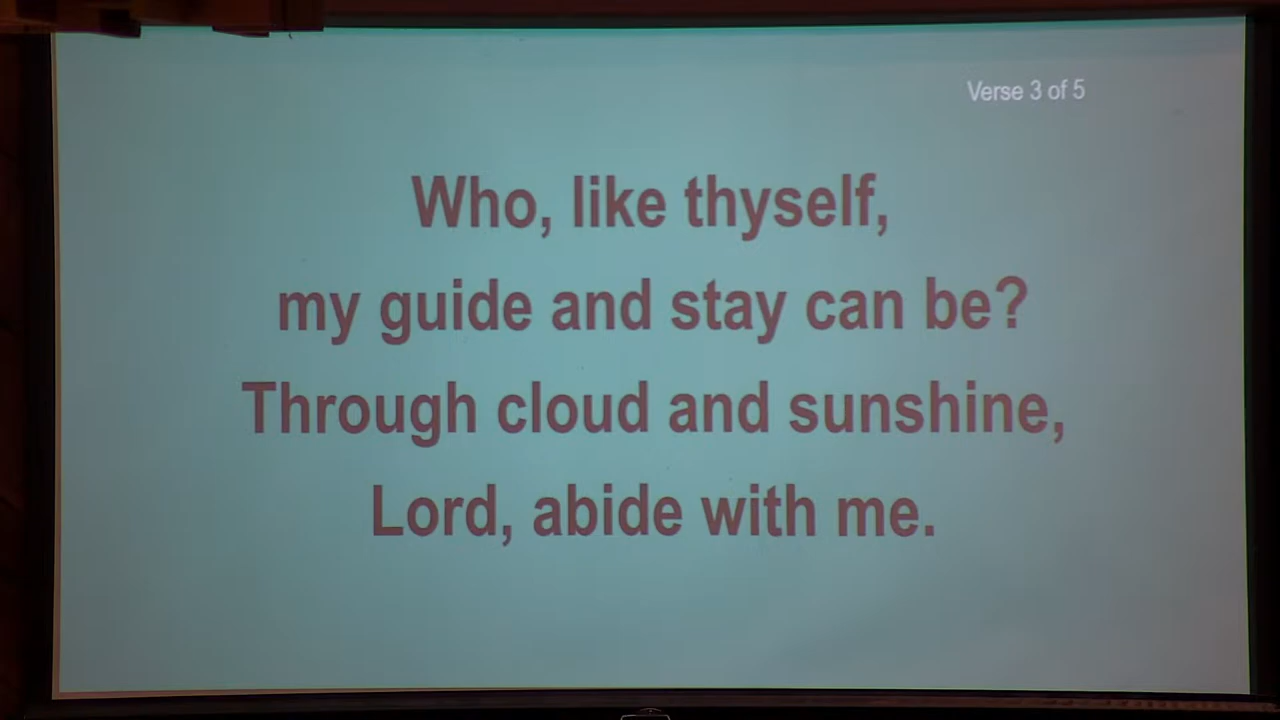 Verse 3 of 5
Who, like thyself,
my guide and stay can be?
Through cloud and sunshine,
Lord, abide with me.